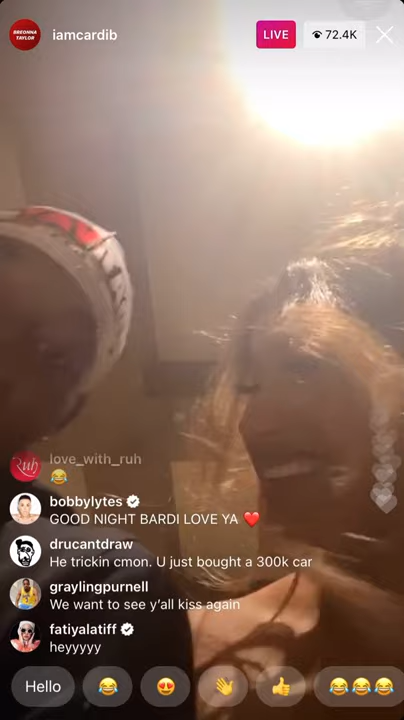 BREONNA
TAYLOR
iamcardib
LIVE
72.4K
Ruh
love_with_ruh
😂
bobbylytes
GOOD NIGHT BARDI LOVE YA ❤️
drucantdraw
He trickin cmon. U just bought a 300k car
graylingpurnell
We want to see y'all kiss again
fatiyalatiff
heyyyyy
Hello 😂 😍 👋 👍 😂😂😂